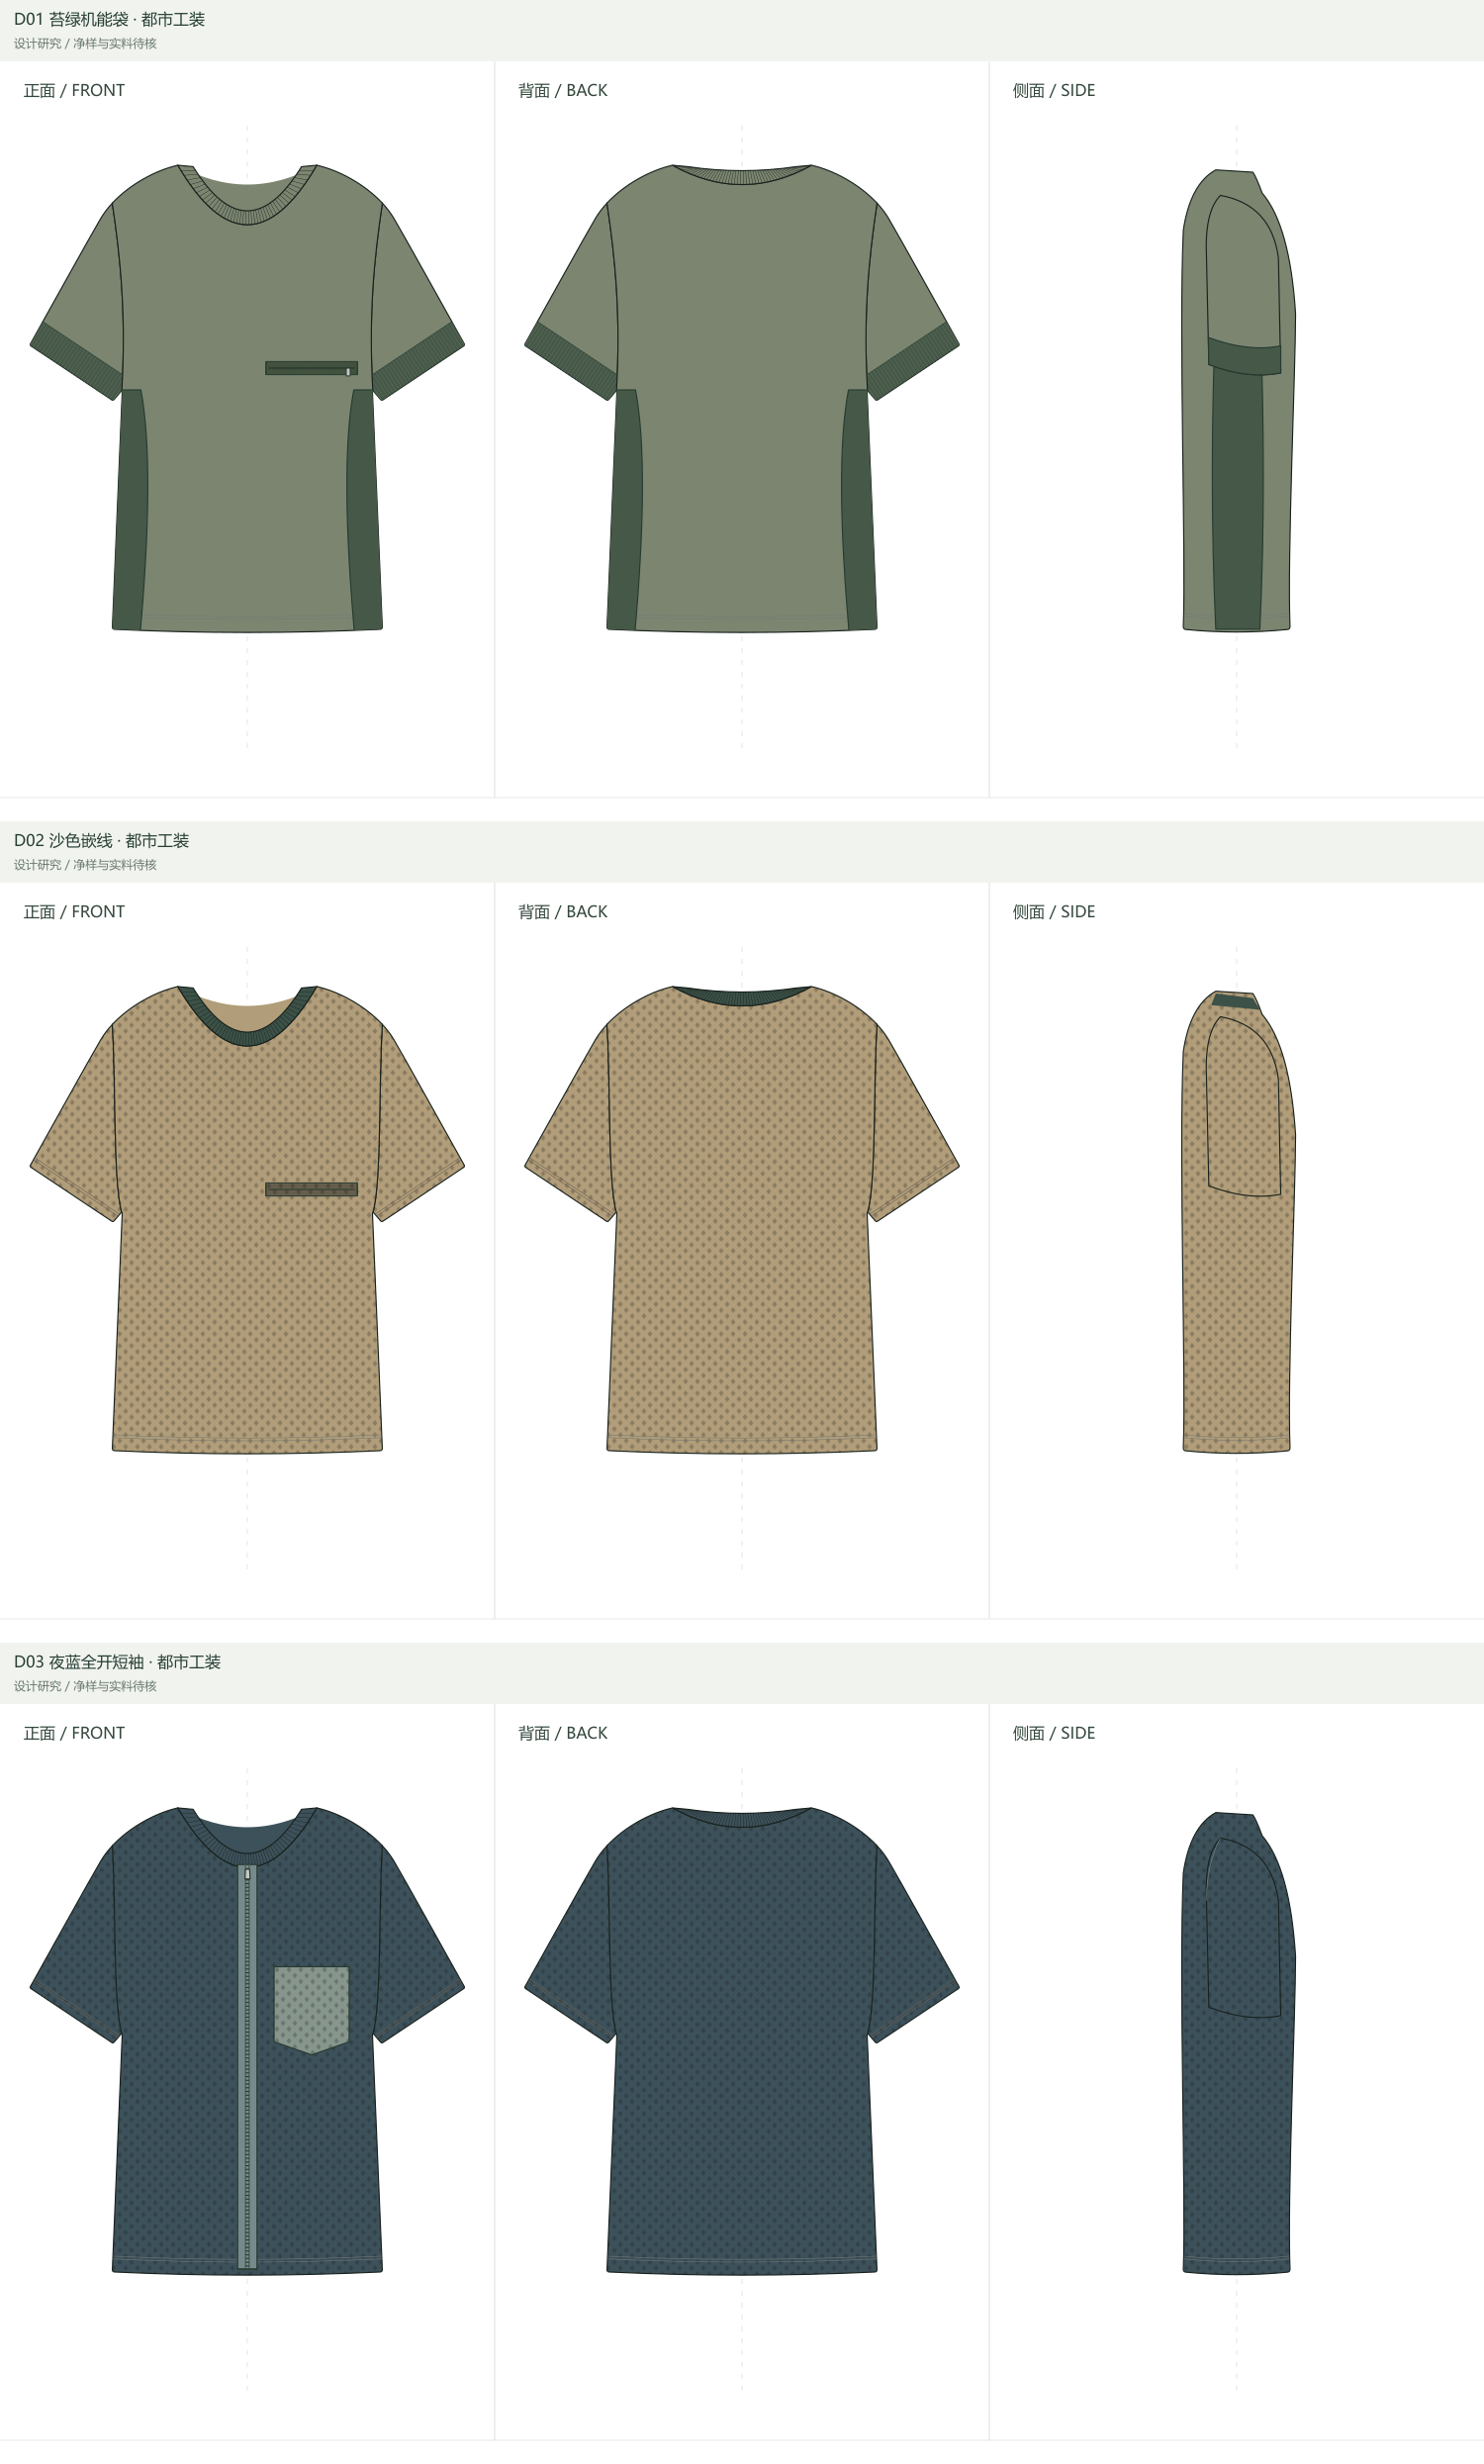 D01 苔绿机能袋 · 都市工装
设计研究 / 净样与实料待核
正面 / FRONT
背面 / BACK
侧面 / SIDE
D02 沙色嵌线 · 都市工装
设计研究 / 净样与实料待核
正面 / FRONT
背面 / BACK
侧面 / SIDE
D03 夜蓝全开短袖 · 都市工装
设计研究 / 净样与实料待核
正面 / FRONT
背面 / BACK
侧面 / SIDE